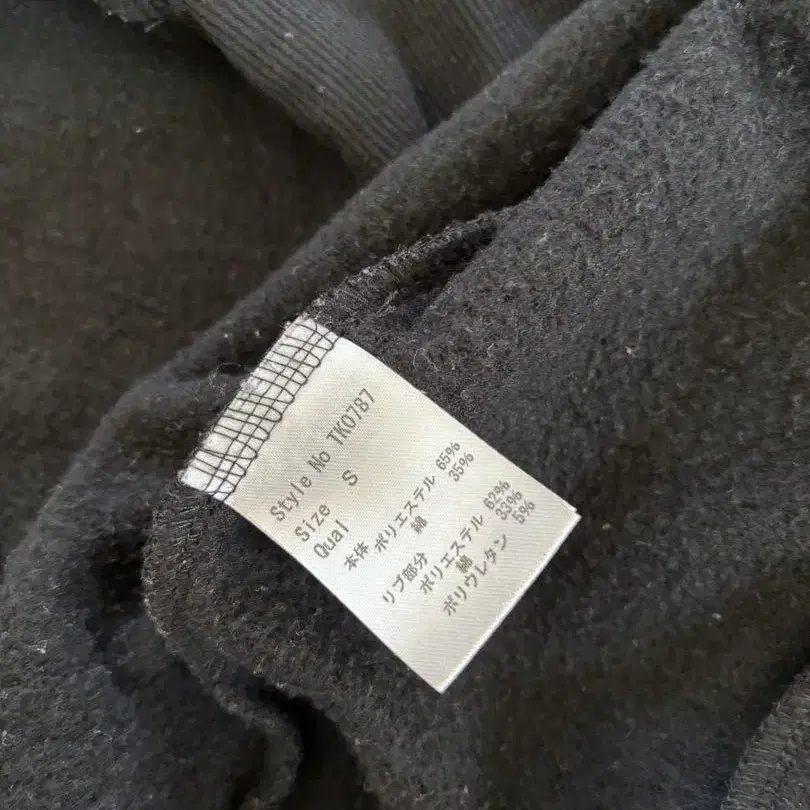 Style No TK0787
Size S
Qual
本体 ポリエステル 65%
綿 35%
リブ部分
ポリエステル 62%
綿 33%
ポリウレタン 5%